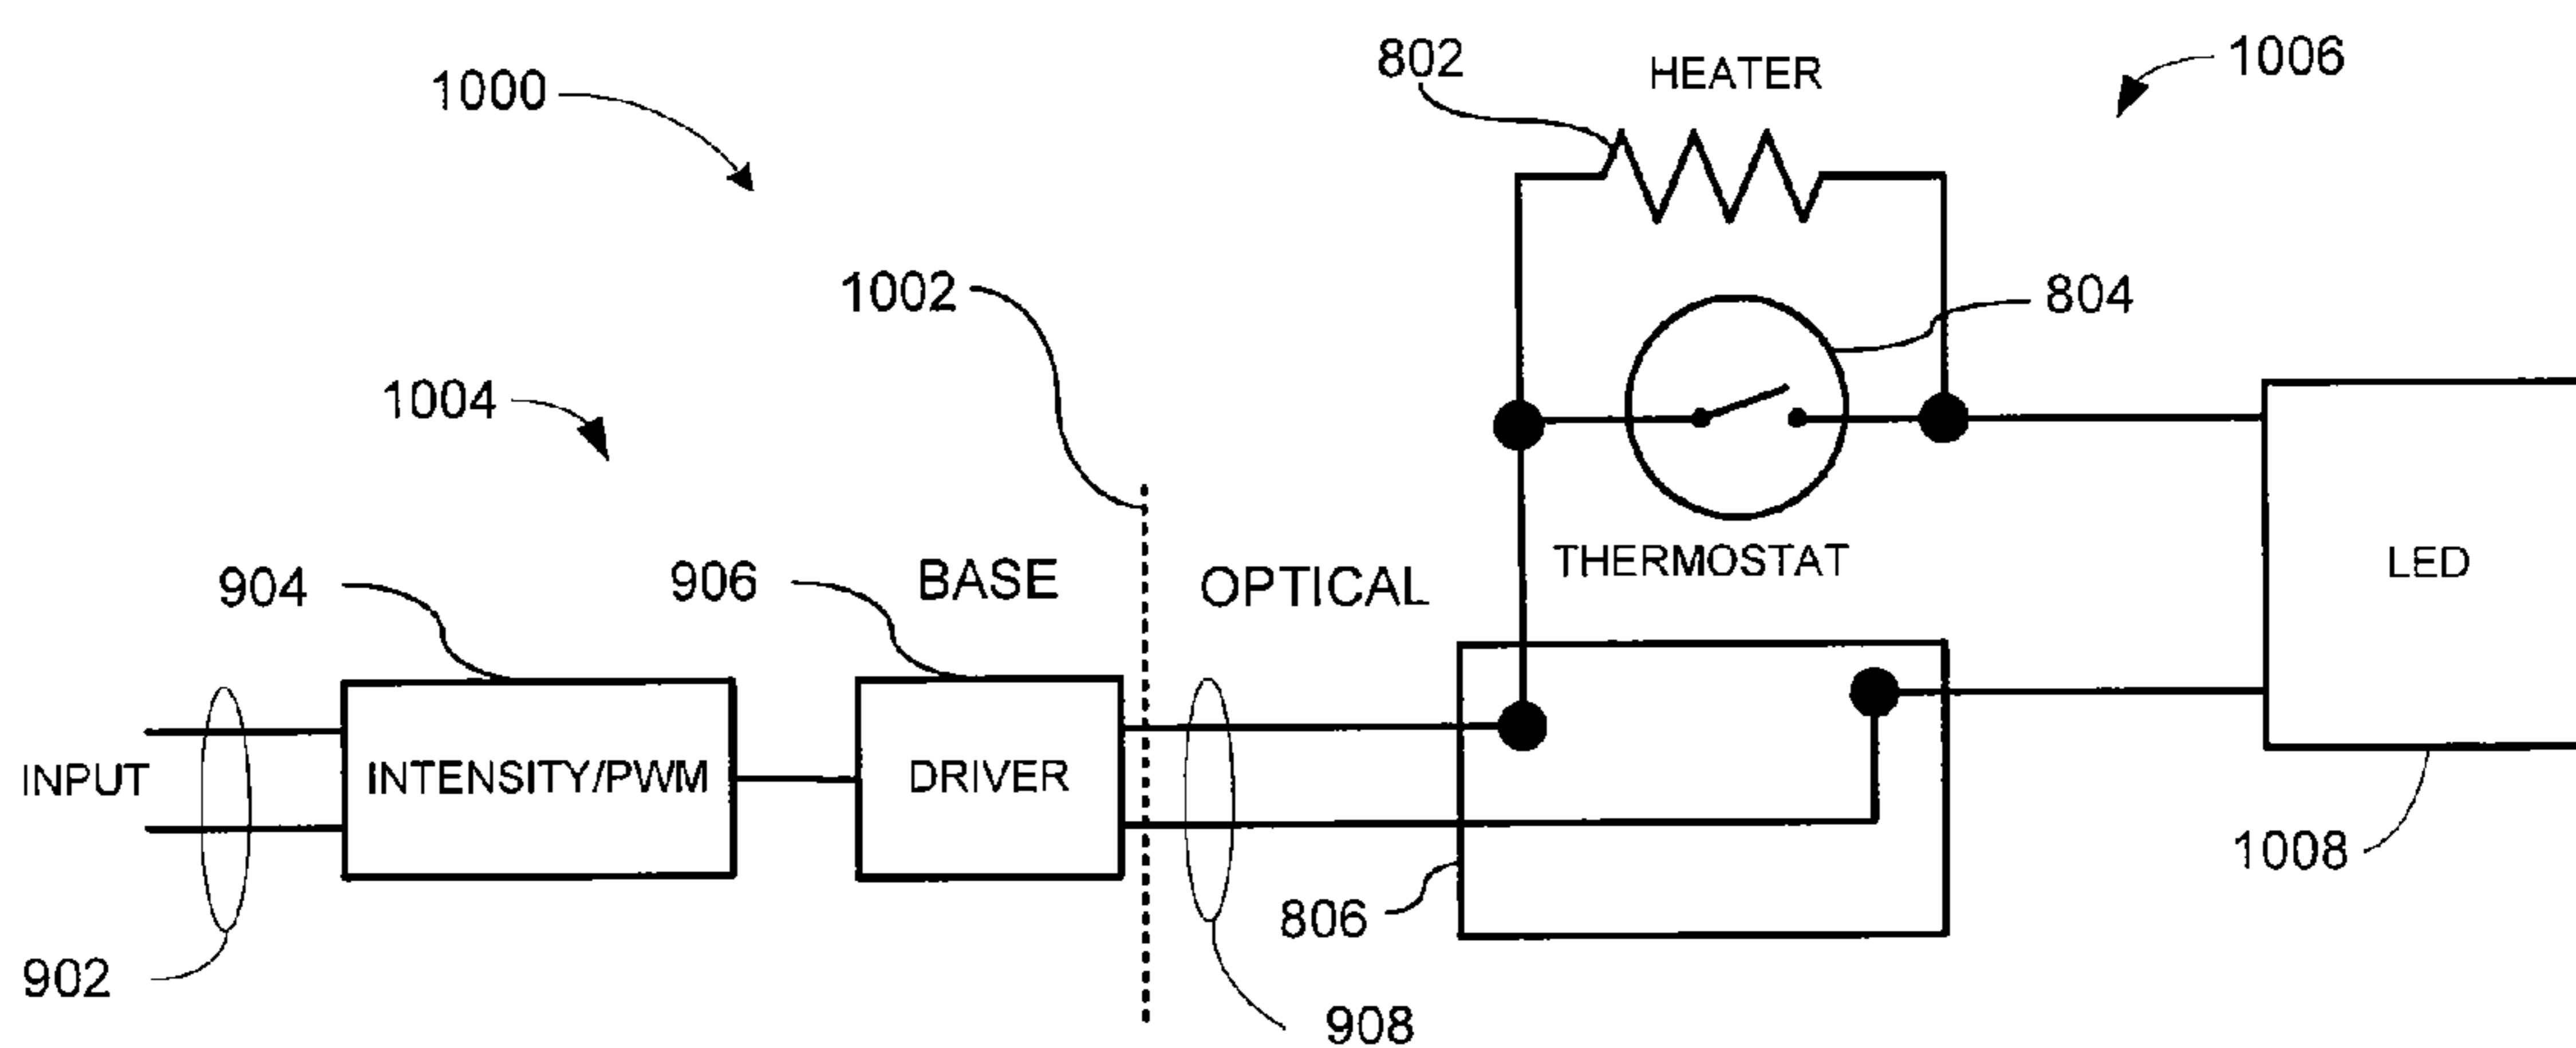 1000
802
HEATER
1006
1002
804
1004
904
906
BASE
OPTICAL
THERMOSTAT
LED
INPUT
INTENSITY/PWM
DRIVER
806
1008
902
908